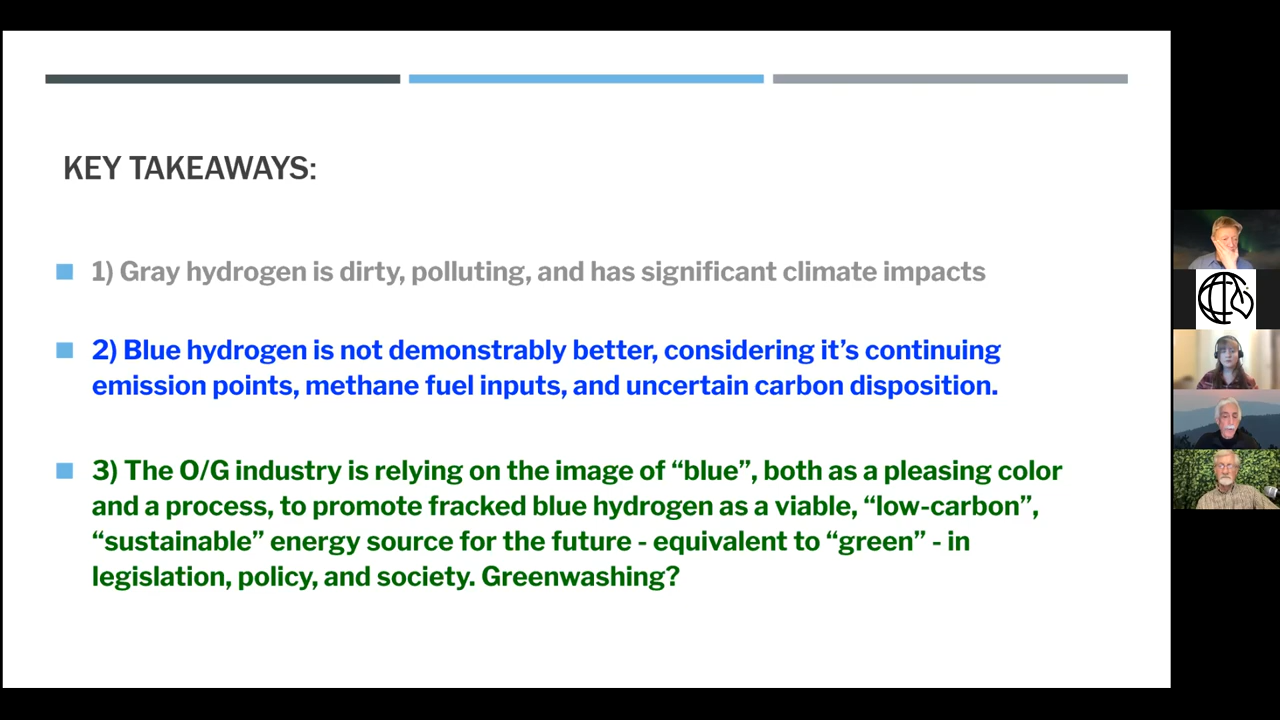 KEY TAKEAWAYS:
1) Gray hydrogen is dirty, polluting, and has significant climate impacts
2) Blue hydrogen is not demonstrably better, considering it’s continuing
emission points, methane fuel inputs, and uncertain carbon disposition.
3) The O/G industry is relying on the image of “blue”, both as a pleasing color
and a process, to promote fracked blue hydrogen as a viable, “low-carbon”,
“sustainable” energy source for the future - equivalent to “green” - in
legislation, policy, and society. Greenwashing?